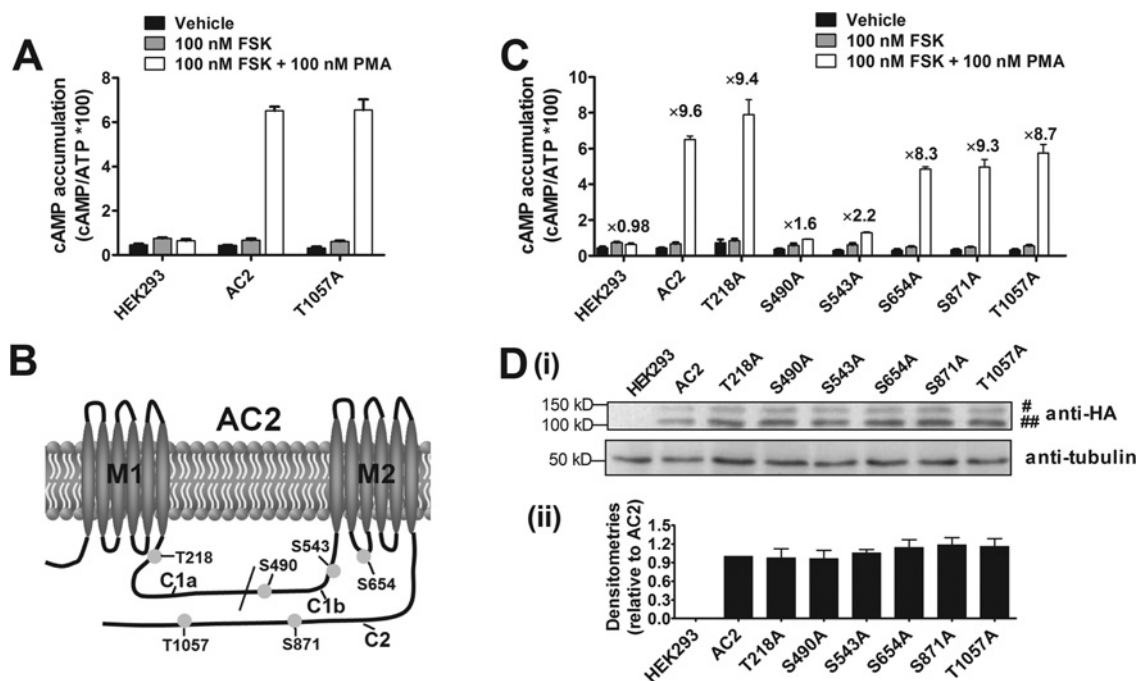 A
Vehicle
100 nM FSK
100 nM FSK + 100 nM PMA
cAMP accumulation
(cAMP/ATP *100)
8
6
4
2
0
HEK293
AC2
T1057A
C
Vehicle
100 nM FSK
100 nM FSK + 100 nM PMA
cAMP accumulation
(cAMP/ATP *100)
10
8
6
4
2
0
×0.98
×9.6
×9.4
×1.6
×2.2
×8.3
×9.3
×8.7
HEK293
AC2
T218A
S490A
S543A
S654A
S871A
T1057A
B
AC2
M1
M2
T218
C1a
S490
S543
C1b
S654
T1057
S871
C2
D (i)
HEK293
AC2
T218A
S490A
S543A
S654A
S871A
T1057A
150 kD
#
100 kD
##
anti-HA
50 kD
anti-tubulin
(ii)
Densitometries
(relative to AC2)
1.5
1.2
0.9
0.6
0.3
0.0
HEK293
AC2
T218A
S490A
S543A
S654A
S871A
T1057A